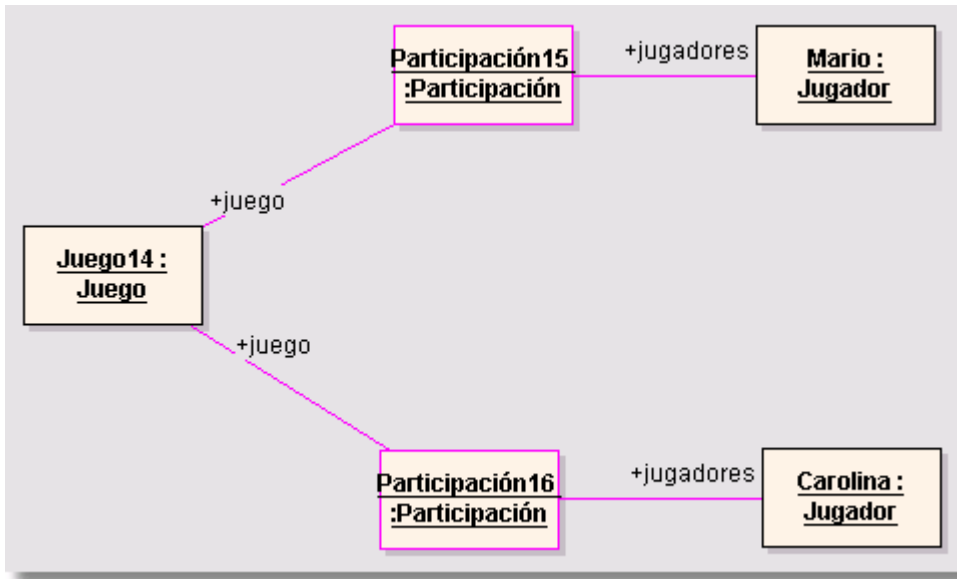 Participación15
:Participación
+jugadores
Mario :
Jugador
+juego
Juego14 :
Juego
+juego
Participación16
:Participación
+jugadores
Carolina :
Jugador